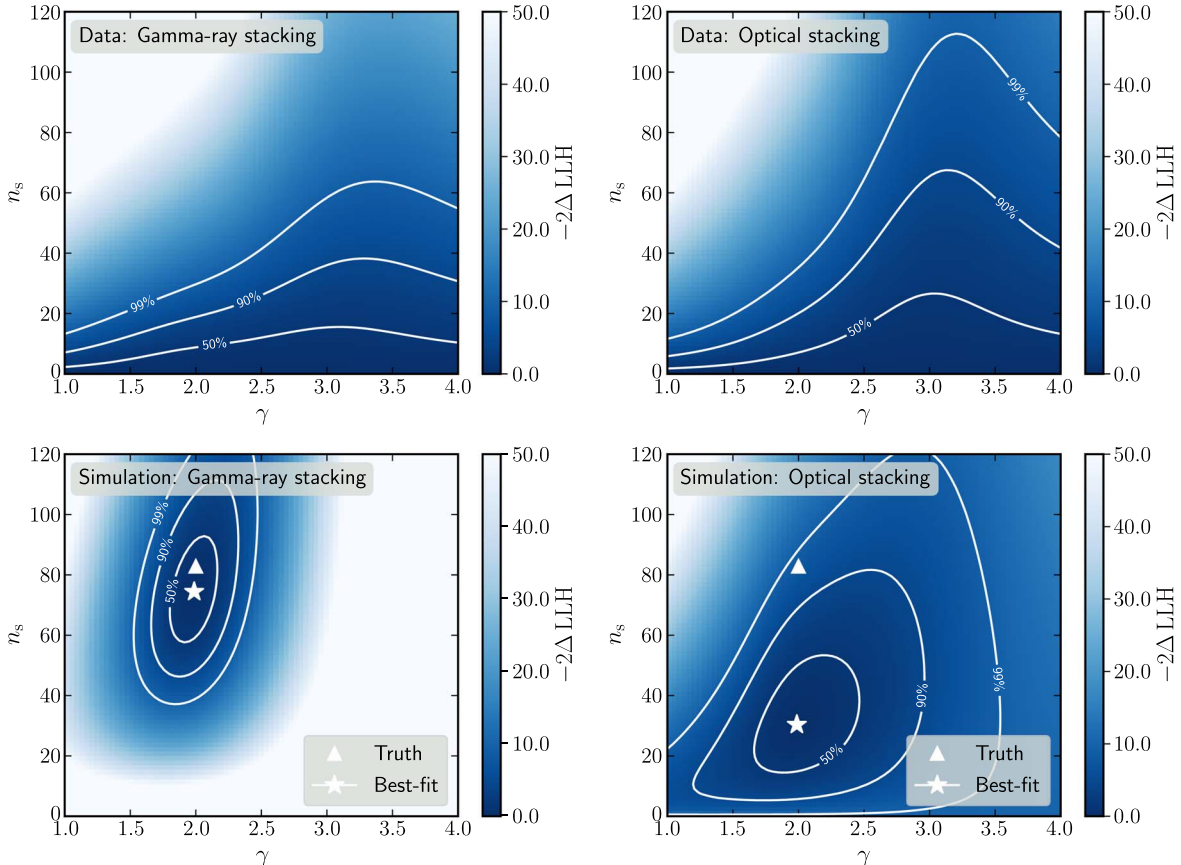 Data: Gamma-ray stacking
120
100
80
60
40
20
0
n_s
1.0 1.5 2.0 2.5 3.0 3.5 4.0
γ
99%
90%
50%
50.0
40.0
30.0
20.0
10.0
0.0
−2Δ LLH
Data: Optical stacking
120
100
80
60
40
20
0
n_s
1.0 1.5 2.0 2.5 3.0 3.5 4.0
γ
99%
90%
50%
50.0
40.0
30.0
20.0
10.0
0.0
−2Δ LLH
Simulation: Gamma-ray stacking
120
100
80
60
40
20
0
n_s
1.0 1.5 2.0 2.5 3.0 3.5 4.0
γ
99%
90%
50%
Truth
Best-fit
50.0
40.0
30.0
20.0
10.0
0.0
−2Δ LLH
Simulation: Optical stacking
120
100
80
60
40
20
0
n_s
1.0 1.5 2.0 2.5 3.0 3.5 4.0
γ
99%
90%
50%
Truth
Best-fit
50.0
40.0
30.0
20.0
10.0
0.0
−2Δ LLH